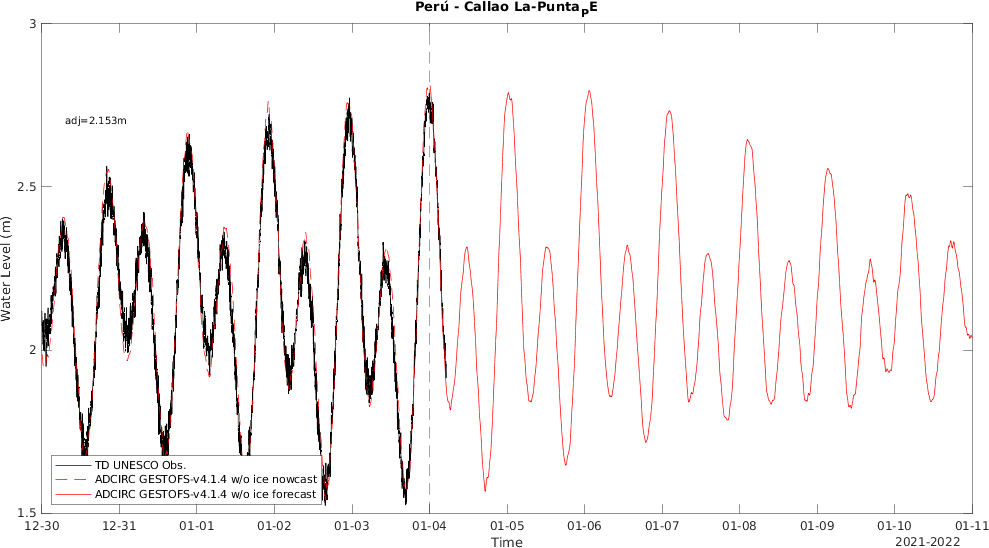 Perú - Callao La-PuntaPE
3
adj=2.153m
2.5
Water Level (m)
2
TD UNESCO Obs.
ADCIRC GESTOFS-v4.1.4 w/o ice nowcast
ADCIRC GESTOFS-v4.1.4 w/o ice forecast
1.5
12-30 12-31 01-01 01-02 01-03 01-04 01-05 01-06 01-07 01-08 01-09 01-10 01-11
Time
2021-2022